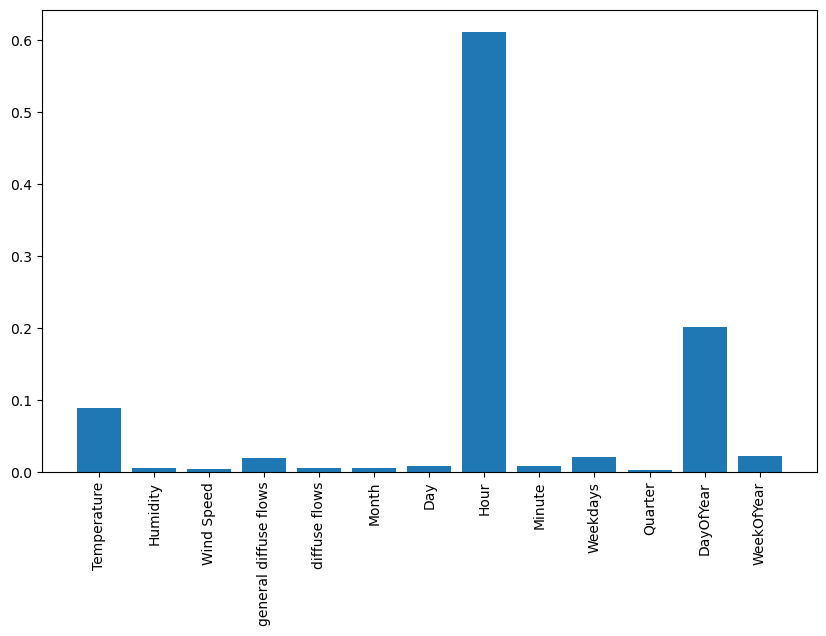 0.6
0.5
0.4
0.3
0.2
0.1
0.0
Temperature
Humidity
Wind Speed
general diffuse flows
diffuse flows
Month
Day
Hour
Minute
Weekdays
Quarter
DayOfYear
WeekOfYear